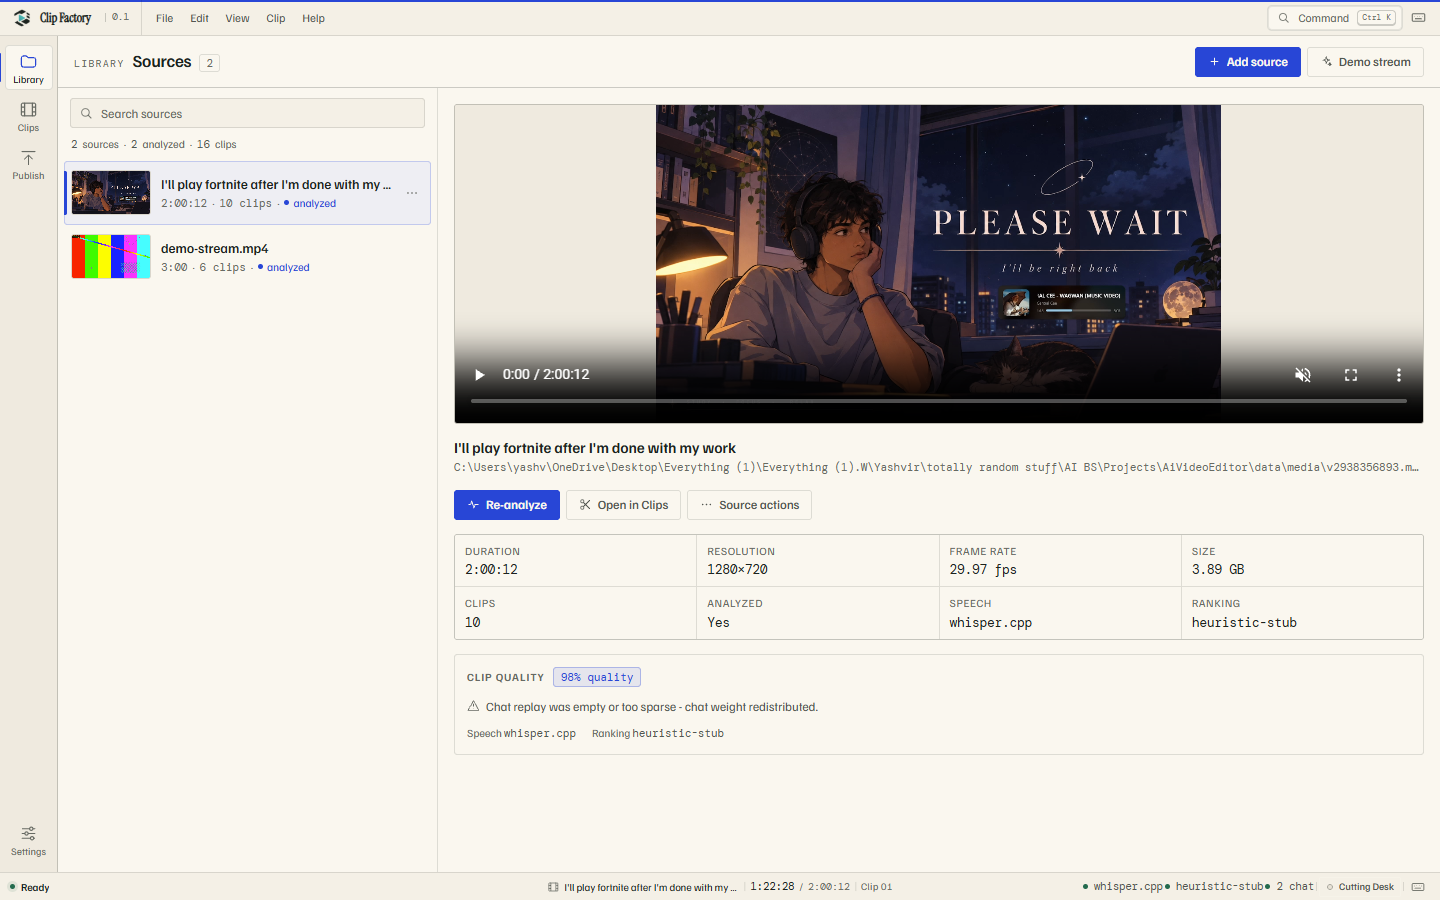 Clip Factory 0.1 File Edit View Clip Help Command Ctrl K
Library
Clips
Publish
Settings
LIBRARY Sources 2 Add source Demo stream
Search sources
2 sources · 2 analyzed · 16 clips
I'll play fortnite after I'm done with my ...
2:00:12 · 10 clips · analyzed
demo-stream.mp4
3:00 · 6 clips · analyzed
PLEASE WAIT
I'll be right back
IAL CEE - WAGWAN (MUSIC VIDEO)
0:00 / 2:00:12
I'll play fortnite after I'm done with my work
C:\Users\yashv\OneDrive\Desktop\Everything (1)\Everything (1).W\Yashvir\totally random stuff\AI BS\Projects\AiVideoEditor\data\media\v2938356893.m…
Re-analyze Open in Clips Source actions
DURATION RESOLUTION FRAME RATE SIZE
2:00:12 1280×720 29.97 fps 3.89 GB
CLIPS ANALYZED SPEECH RANKING
10 Yes whisper.cpp heuristic-stub
CLIP QUALITY 98% quality
Chat replay was empty or too sparse - chat weight redistributed.
Speech whisper.cpp Ranking heuristic-stub
Ready I'll play fortnite after I'm done with my ... 1:22:28 / 2:00:12 Clip 01 whisper.cpp heuristic-stub 2 chat Cutting Desk